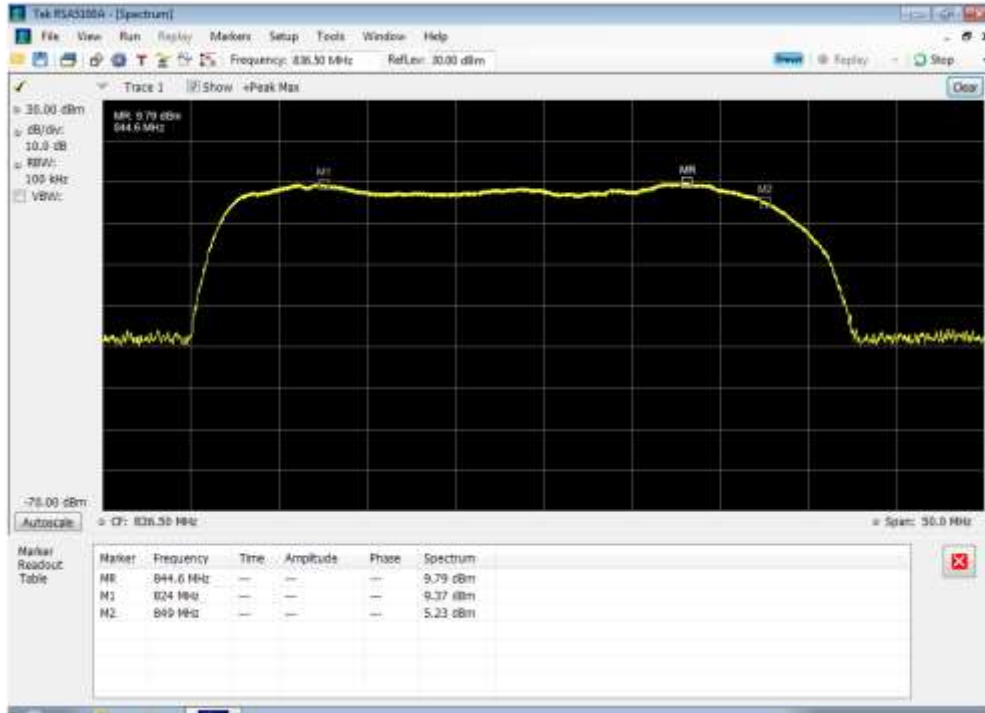 Tek RSA5100A - [Spectrum]
File View Run Replay Markers Setup Tools Window Help
Frequency: 836.50 MHz RefLev: 30.00 dBm Preset Replay Stop
Trace 1 Show +Peak Max Clear
30.00 dBm
dB/div:
10.0 dB
RBW:
100 kHz
VBW:
MR: 9.79 dBm
844.6 MHz
M1
MR
M2
-70.00 dBm
Autoscale CF: 836.50 MHz Span: 50.0 MHz
Marker
Readout
Table
Marker Frequency Time Amplitude Phase Spectrum
MR 844.6 MHz --- --- --- 9.79 dBm
M1 824 MHz --- --- --- 9.37 dBm
M2 849 MHz --- --- --- 5.23 dBm